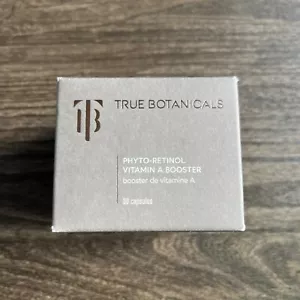 TB
TRUE BOTANICALS
PHYTO-RETINOL
VITAMIN A BOOSTER
booster de vitamine A